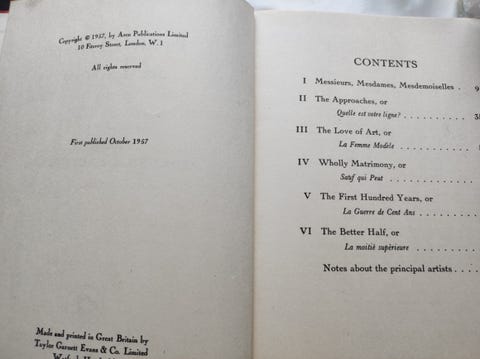 Copyright © 1957, by Arco Publications Limited
10 Fitzroy Street, London, W. 1
All rights reserved
First published October 1957
Made and printed in Great Britain by
Taylor Garnett Evans & Co. Limited
CONTENTS
I Messieurs, Mesdames, Mesdemoiselles . 9
II The Approaches, or
Quelle est votre ligne? . . . . 
III The Love of Art, or
La Femme Modèle . . . . .
IV Wholly Matrimony, or
Sauf qui Peut . . . . . . .
V The First Hundred Years, or
La Guerre de Cent Ans . . . .
VI The Better Half, or
La moitié supérieure . . . .
Notes about the principal artists . . . .